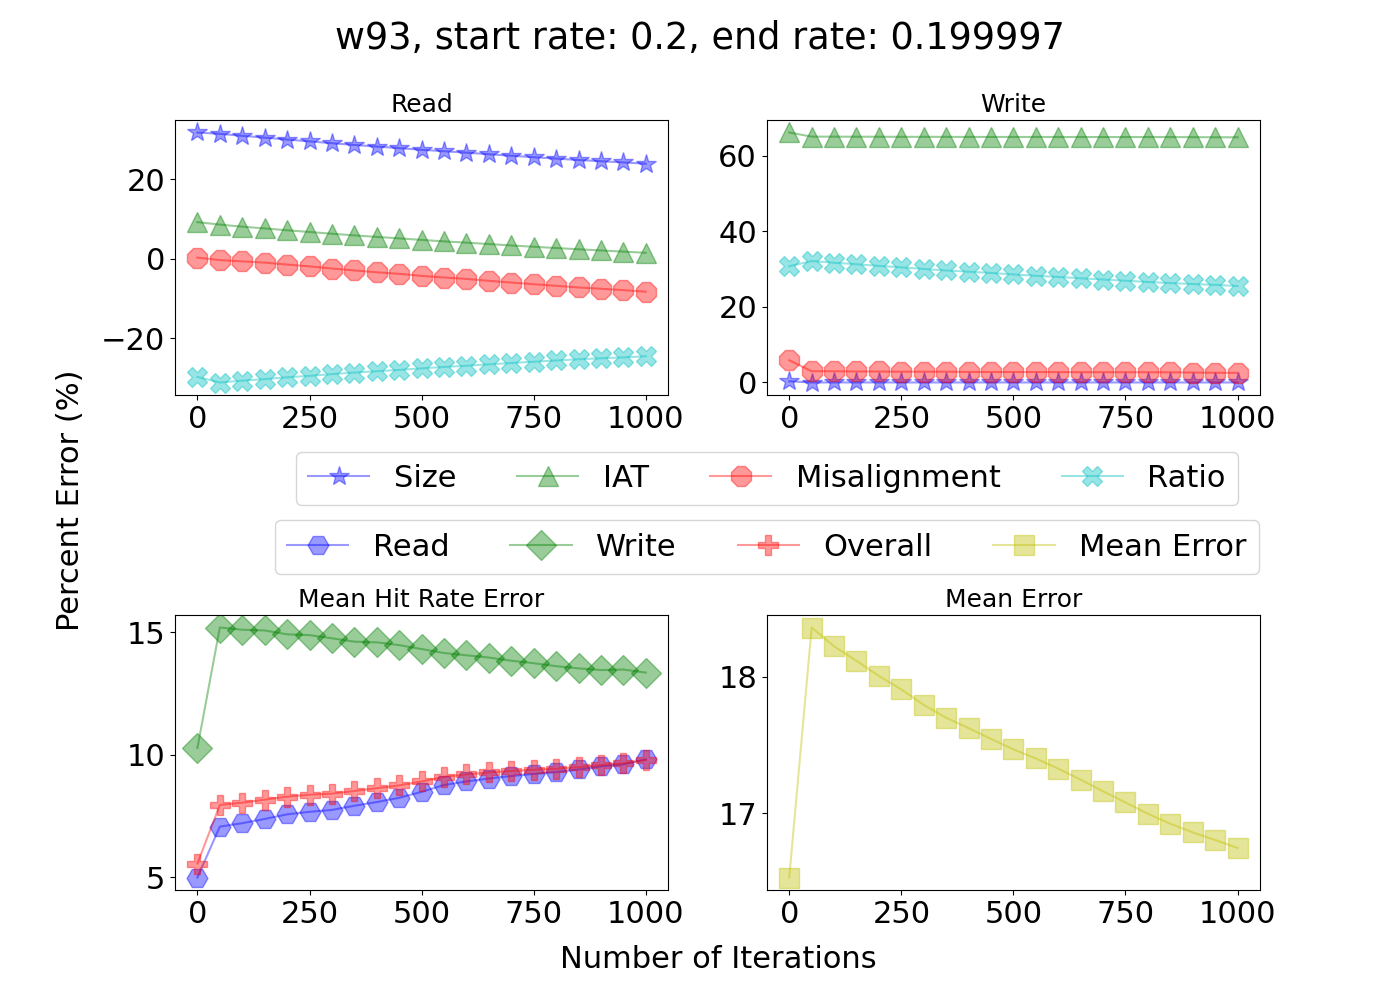 w93, start rate: 0.2, end rate: 0.199997
Read
Write
20
0
−20
0 250 500 750 1000
60
40
20
0
0 250 500 750 1000
Percent Error (%)
Size IAT Misalignment Ratio
Read Write Overall Mean Error
Mean Hit Rate Error
Mean Error
15
10
5
0 250 500 750 1000
18
17
0 250 500 750 1000
Number of Iterations